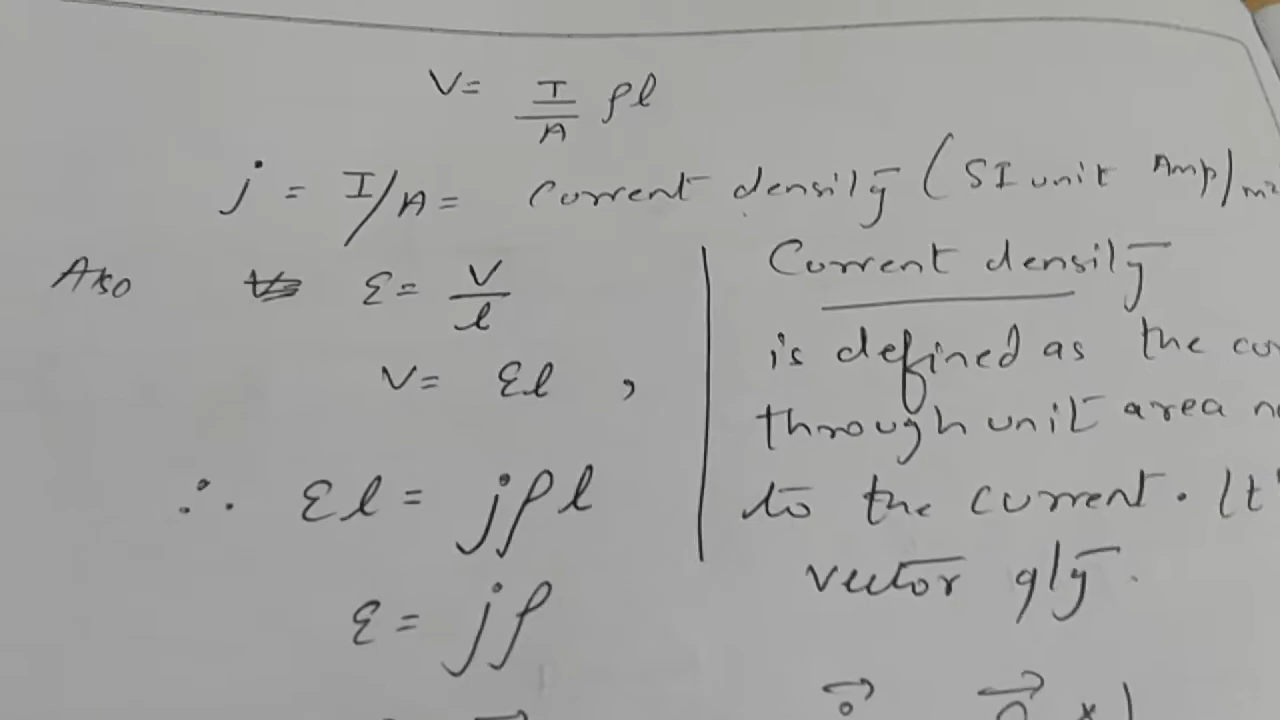 V = I/A ρl
j = I/A = Current density (SI unit Amp/m²
Also ε = V/l
V = εl ,
∴ εl = jρl
ε = jρ
Current density
is defined as the
through unit area
to the current. It
vector qty.